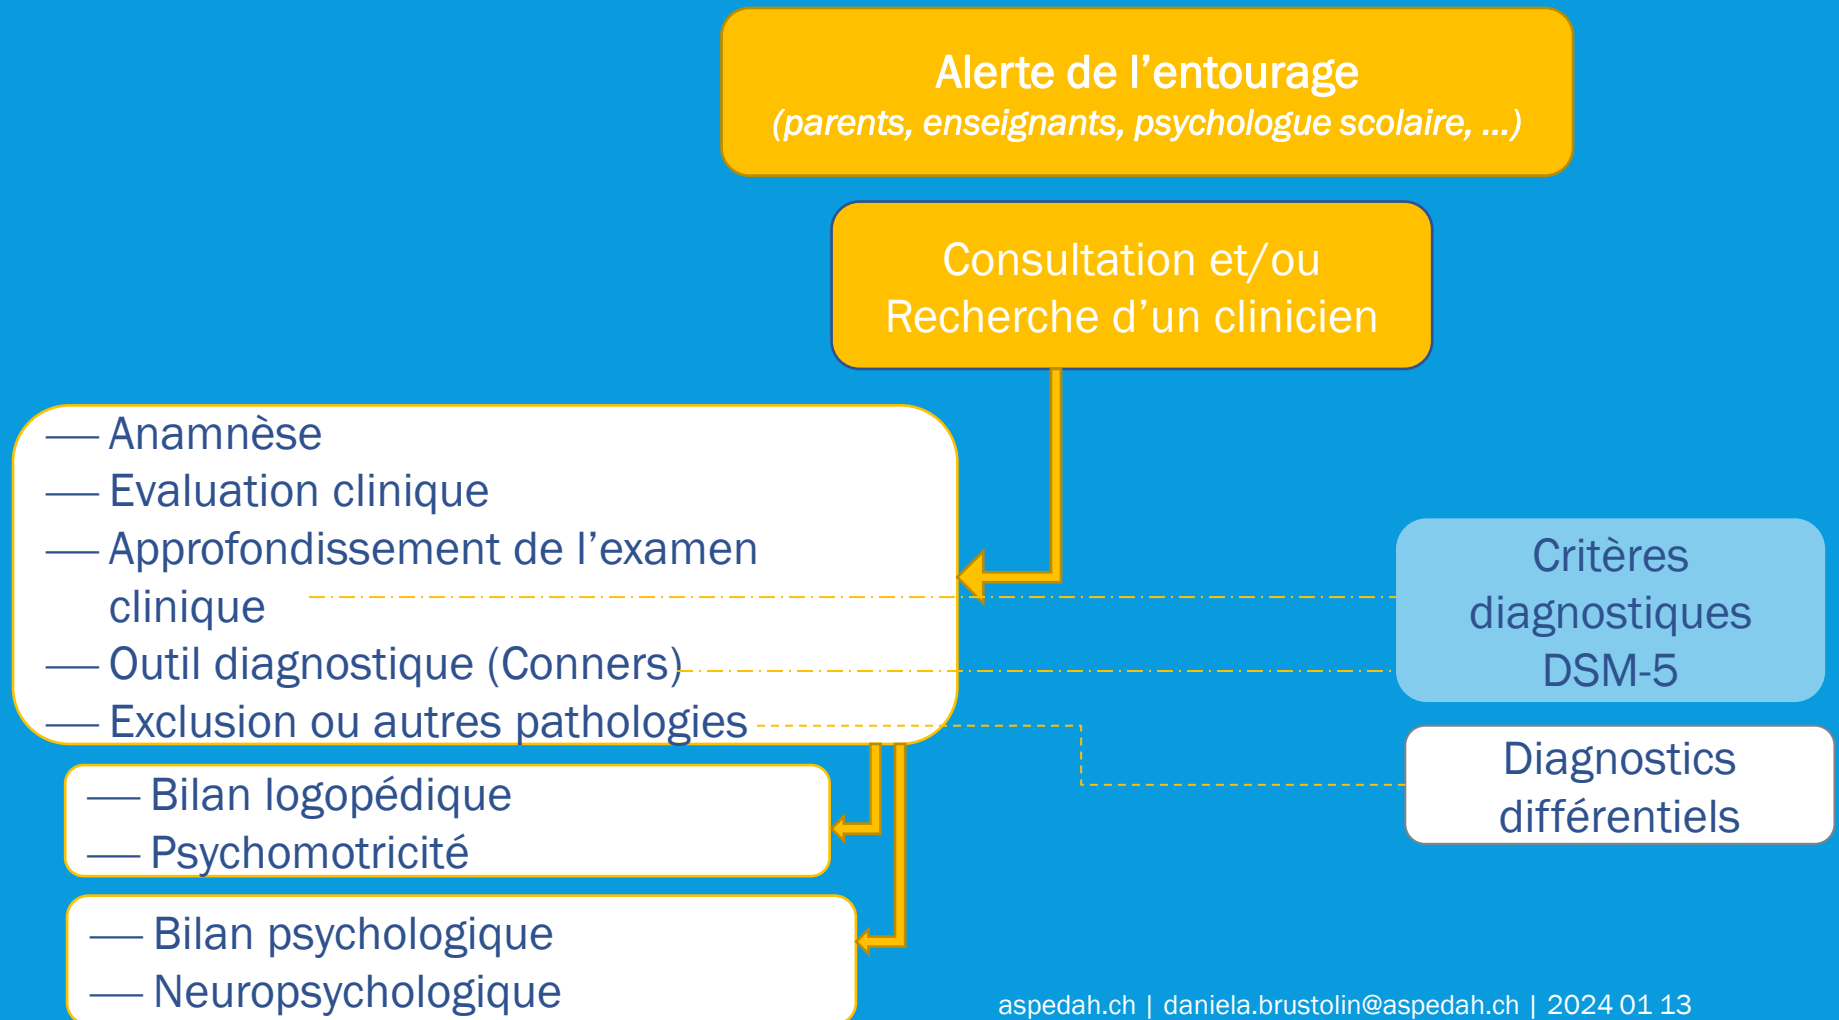 Alerte de l’entourage
(parents, enseignants, psychologue scolaire, …)
Consultation et/ou
Recherche d’un clinicien
— Anamnèse
— Evaluation clinique
— Approfondissement de l’examen
clinique
— Outil diagnostique (Conners)
— Exclusion ou autres pathologies
Critères
diagnostiques
DSM-5
Diagnostics
différentiels
— Bilan logopédique
— Psychomotricité
— Bilan psychologique
— Neuropsychologique
aspedah.ch | daniela.brustolin@aspedah.ch | 2024 01 13